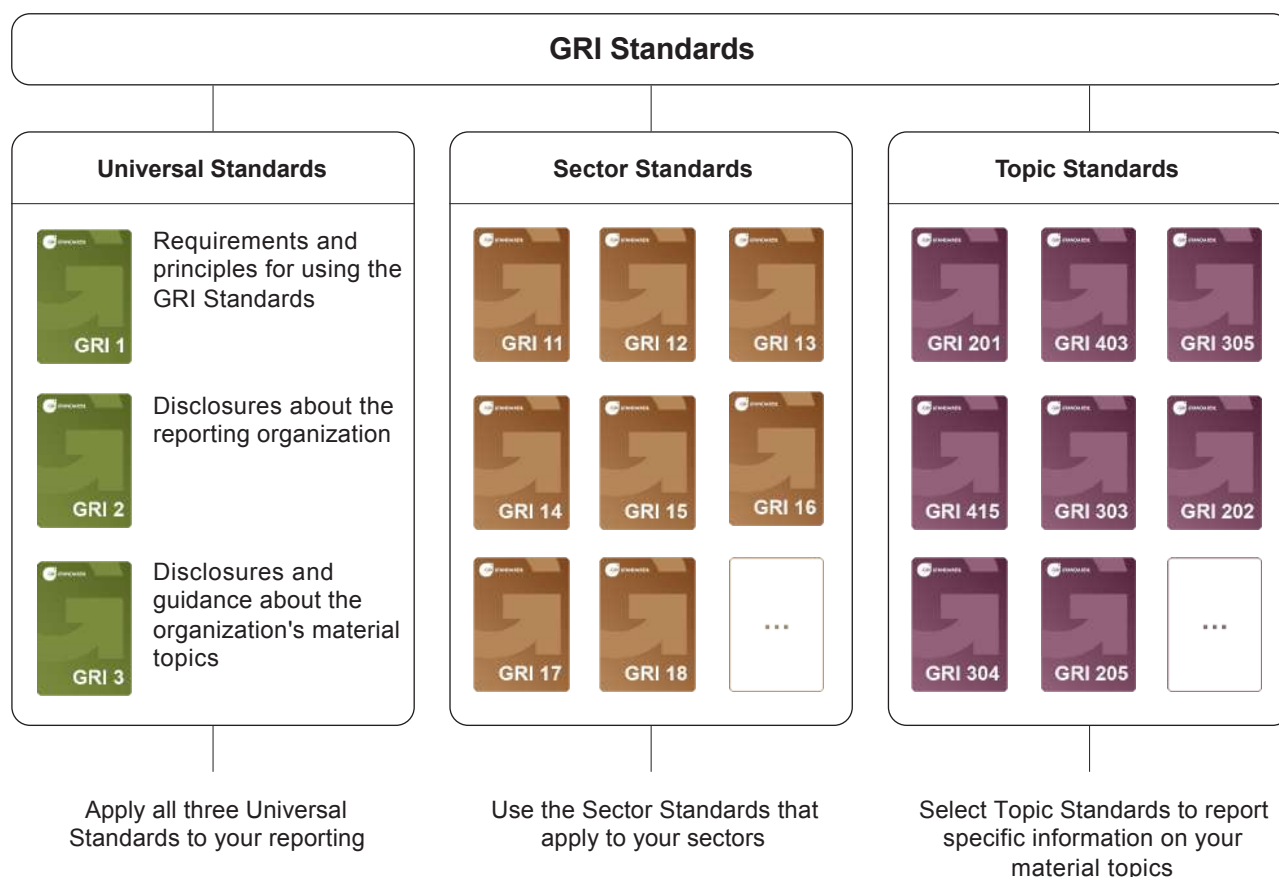 GRI Standards
Universal Standards
Requirements and
principles for using the
GRI Standards
GRI 1
Disclosures about the
reporting organization
GRI 2
Disclosures and
guidance about the
organization's material
topics
GRI 3
Apply all three Universal
Standards to your reporting
Sector Standards
GRI 11
GRI 12
GRI 13
GRI 14
GRI 15
GRI 16
GRI 17
GRI 18
...
Use the Sector Standards that
apply to your sectors
Topic Standards
GRI 201
GRI 403
GRI 305
GRI 415
GRI 303
GRI 202
GRI 304
GRI 205
...
Select Topic Standards to report
specific information on your
material topics